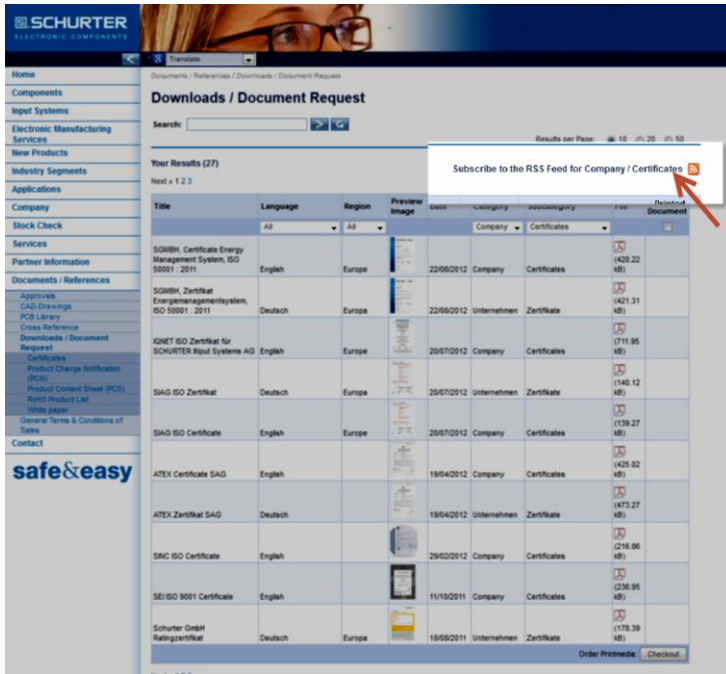 SCHURTER
ELECTRONIC COMPONENTS
Translate
Home
Components
Input Systems
Electronic Manufacturing
Services
New Products
Industry Segments
Applications
Company
Stock Check
Services
Partner Information
Documents / References
Approvals
CAD-Drawings
PCB Library
Cross Reference
Downloads / Document
Request
Certificates
Product Change Notification
(PCN)
Product Content Sheet (PCS)
RoHS Product List
White paper
General Terms & Conditions of
Sales
Contact
safe&easy
Documents / References / Downloads / Document Request
Downloads / Document Request
Search:
Results per Page: 10 20 50
Your Results (27)
Subscribe to the RSS Feed for Company / Certificates
Next » 1 2 3
Title Language Region Preview Image Date Category Subcategory File Printed Document
All All Company Certificates
SGMBH, Certificate Energy
Management System, ISO
50001 : 2011 English Europe 22/08/2012 Company Certificates (420.22 kB)
SGMBH, Zertifikat
Energiemanagementsystem,
ISO 50001 : 2011 Deutsch Europe 22/08/2012 Unternehmen Zertifikate (421.31 kB)
IQNET ISO Zertifikat für
SCHURTER INput Systems AG English Europe 20/07/2012 Company Certificates (711.95 kB)
SIAG ISO Zertifikat Deutsch Europe 20/07/2012 Unternehmen Zertifikate (140.12 kB)
SIAG ISO Certificate English Europe 20/07/2012 Company Certificates (139.27 kB)
ATEX Certificate SAG English 19/04/2012 Company Certificates (425.02 kB)
ATEX Zertifikat SAG Deutsch 19/04/2012 Unternehmen Zertifikate (473.27 kB)
SINC ISO Certificate English 29/02/2012 Company Certificates (216.06 kB)
SEI ISO 9001 Certificate English 11/10/2011 Company Certificates (236.95 kB)
Schurter GmbH
Ratingzertifikat Deutsch Europa 18/08/2011 Unternehmen Zertifikate (178.39 kB)
Order Printmedia: Checkout